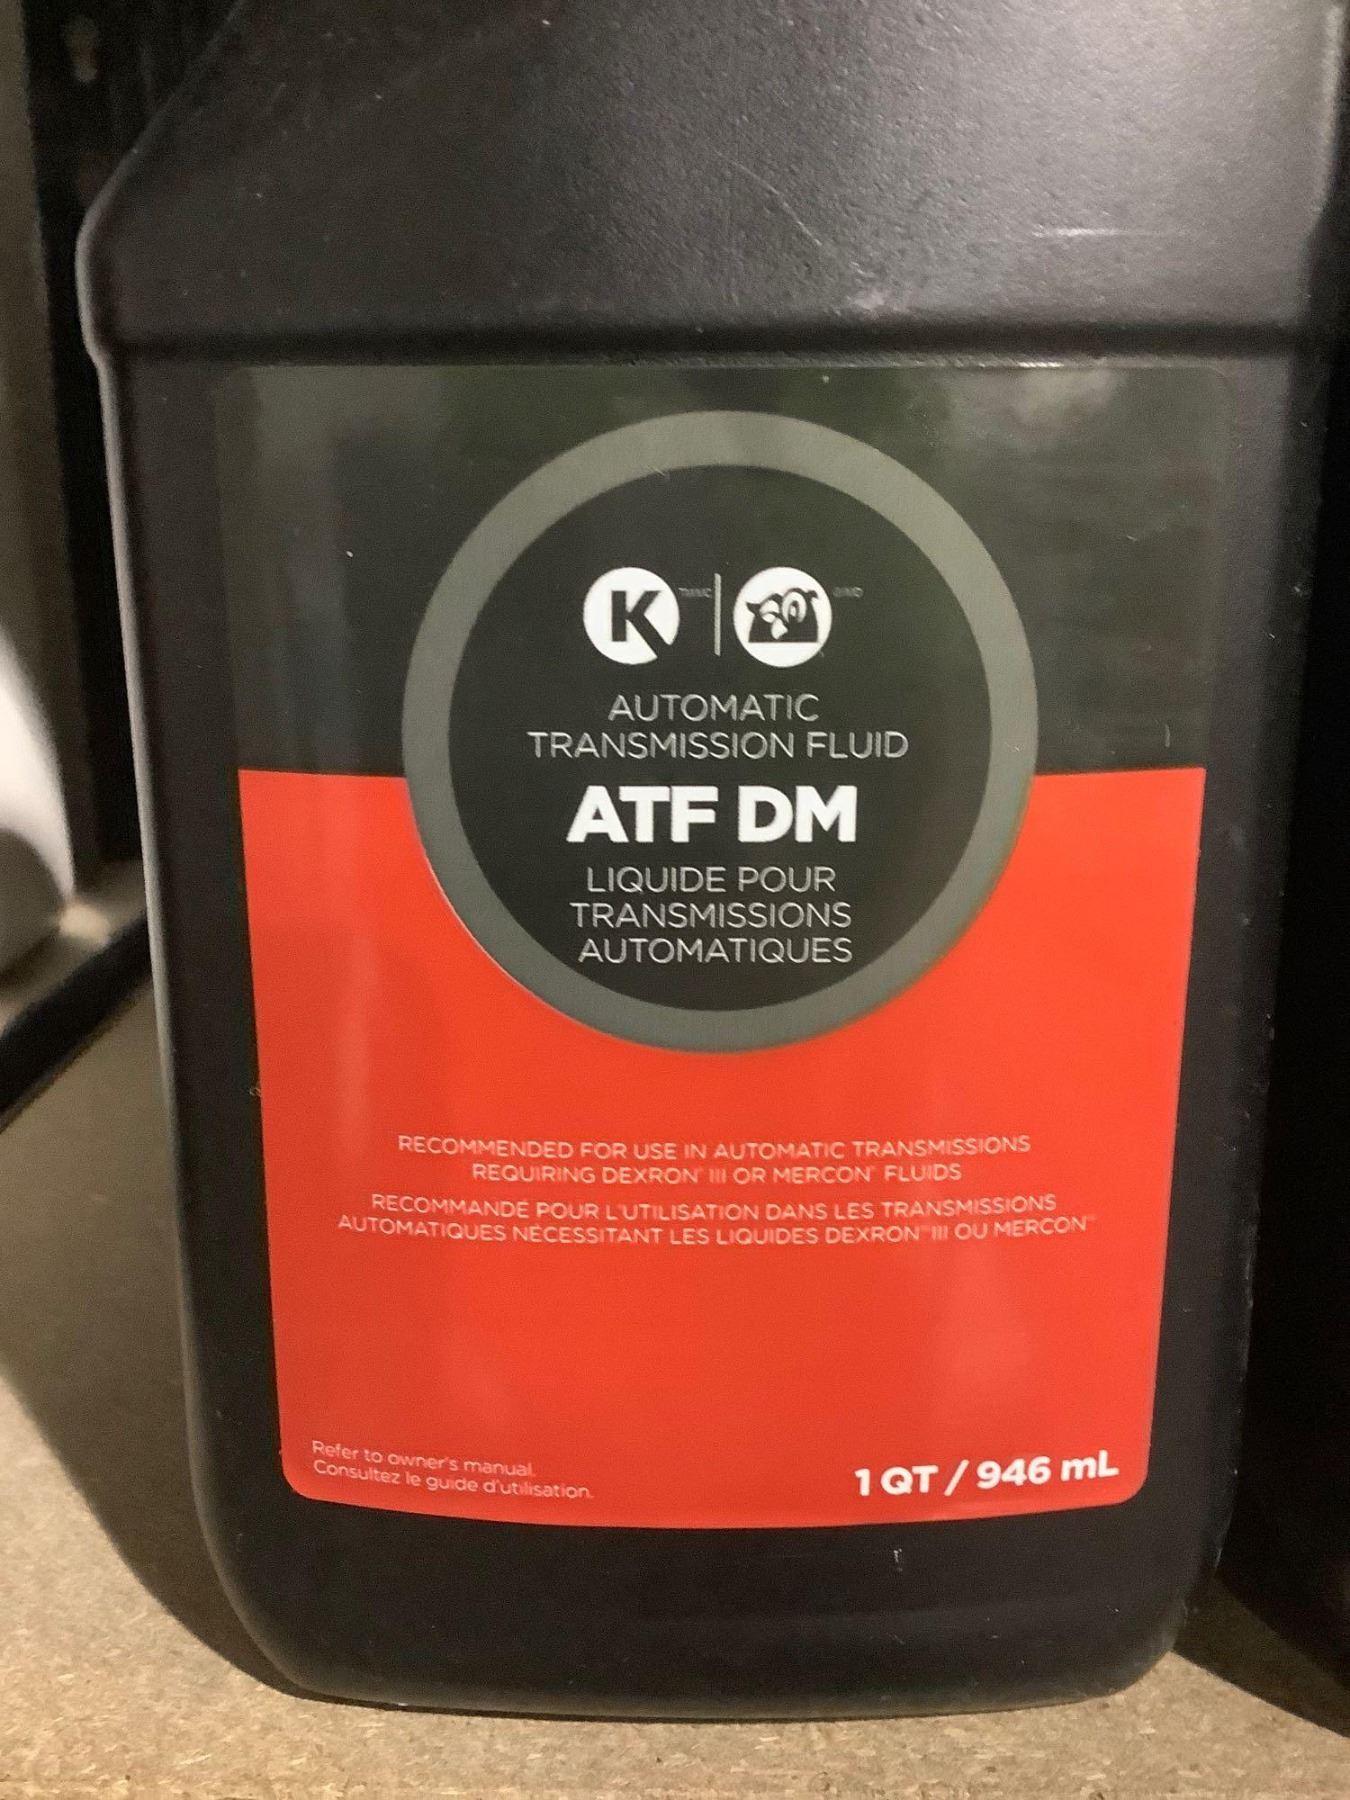 K
AUTOMATIC
TRANSMISSION FLUID
ATF DM
LIQUIDE POUR
TRANSMISSIONS
AUTOMATIQUES
RECOMMENDED FOR USE IN AUTOMATIC TRANSMISSIONS
REQUIRING DEXRON III OR MERCON FLUIDS
RECOMMANDÉ POUR L'UTILISATION DANS LES TRANSMISSIONS
AUTOMATIQUES NÉCESSITANT LES LIQUIDES DEXRON III OU MERCON
Refer to owner's manual.
Consultez le guide d'utilisation.
1 QT / 946 mL